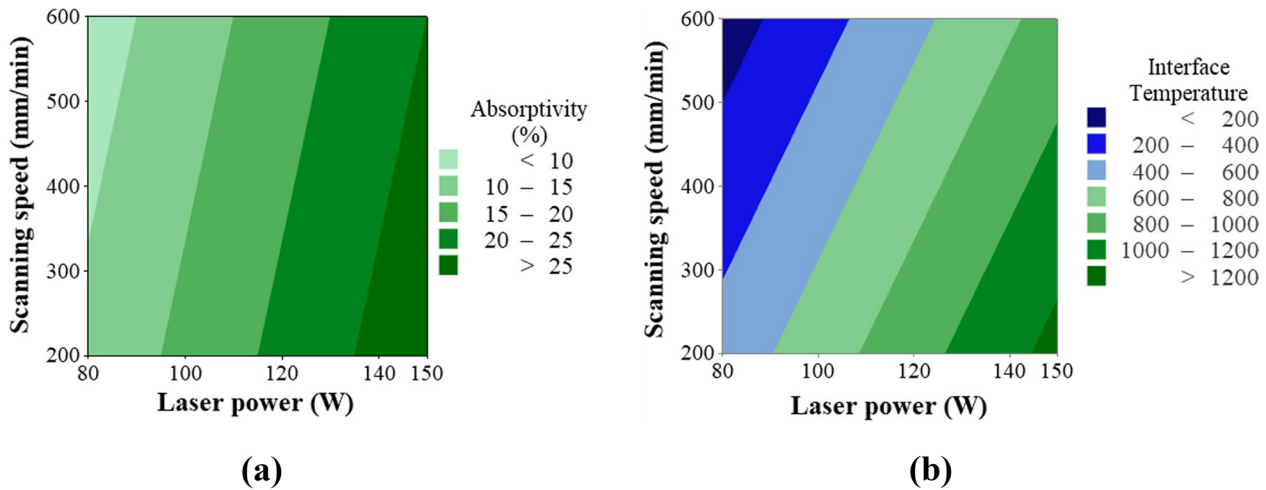 600
500
400
300
200
Scanning speed (mm/min)
80 100 120 140 150
Laser power (W)
Absorptivity
(%)
< 10
10 – 15
15 – 20
20 – 25
> 25
(a)
600
500
400
300
200
Scanning speed (mm/min)
80 100 120 140 150
Laser power (W)
Interface
Temperature
< 200
200 – 400
400 – 600
600 – 800
800 – 1000
1000 – 1200
> 1200
(b)